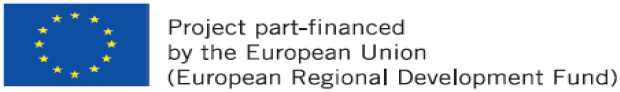 Project part-financed
by the European Union
(European Regional Development Fund)